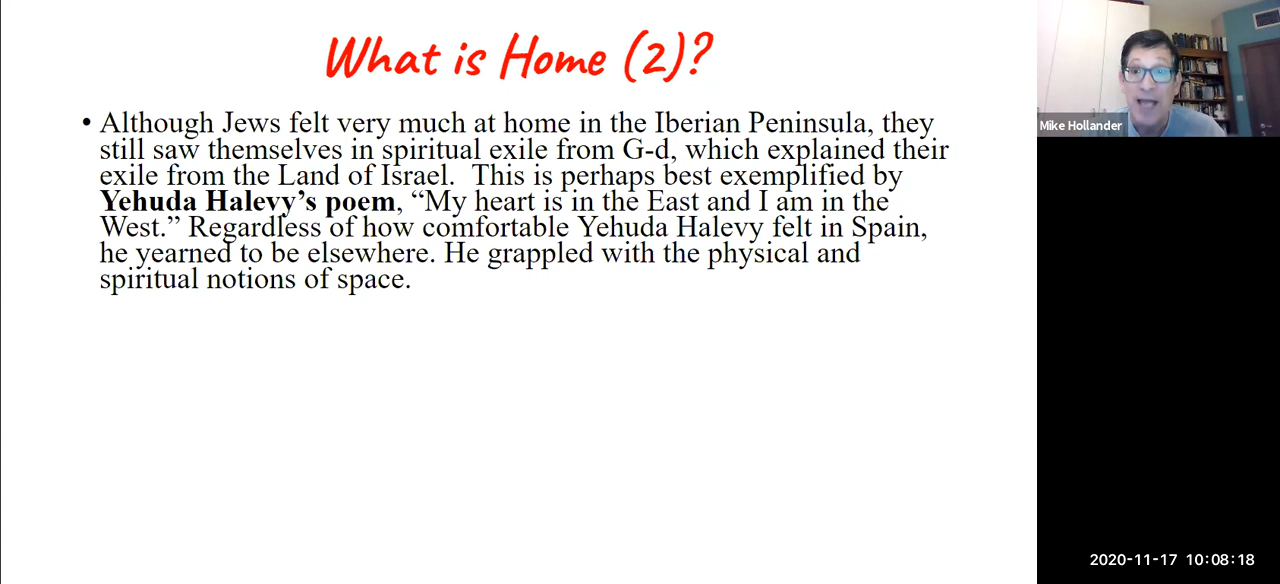 What is Home (2)?
• Although Jews felt very much at home in the Iberian Peninsula, they
still saw themselves in spiritual exile from G-d, which explained their
exile from the Land of Israel.  This is perhaps best exemplified by
Yehuda Halevy’s poem, “My heart is in the East and I am in the
West.” Regardless of how comfortable Yehuda Halevy felt in Spain,
he yearned to be elsewhere. He grappled with the physical and
spiritual notions of space.
Mike Hollander
2020-11-17 10:08:18